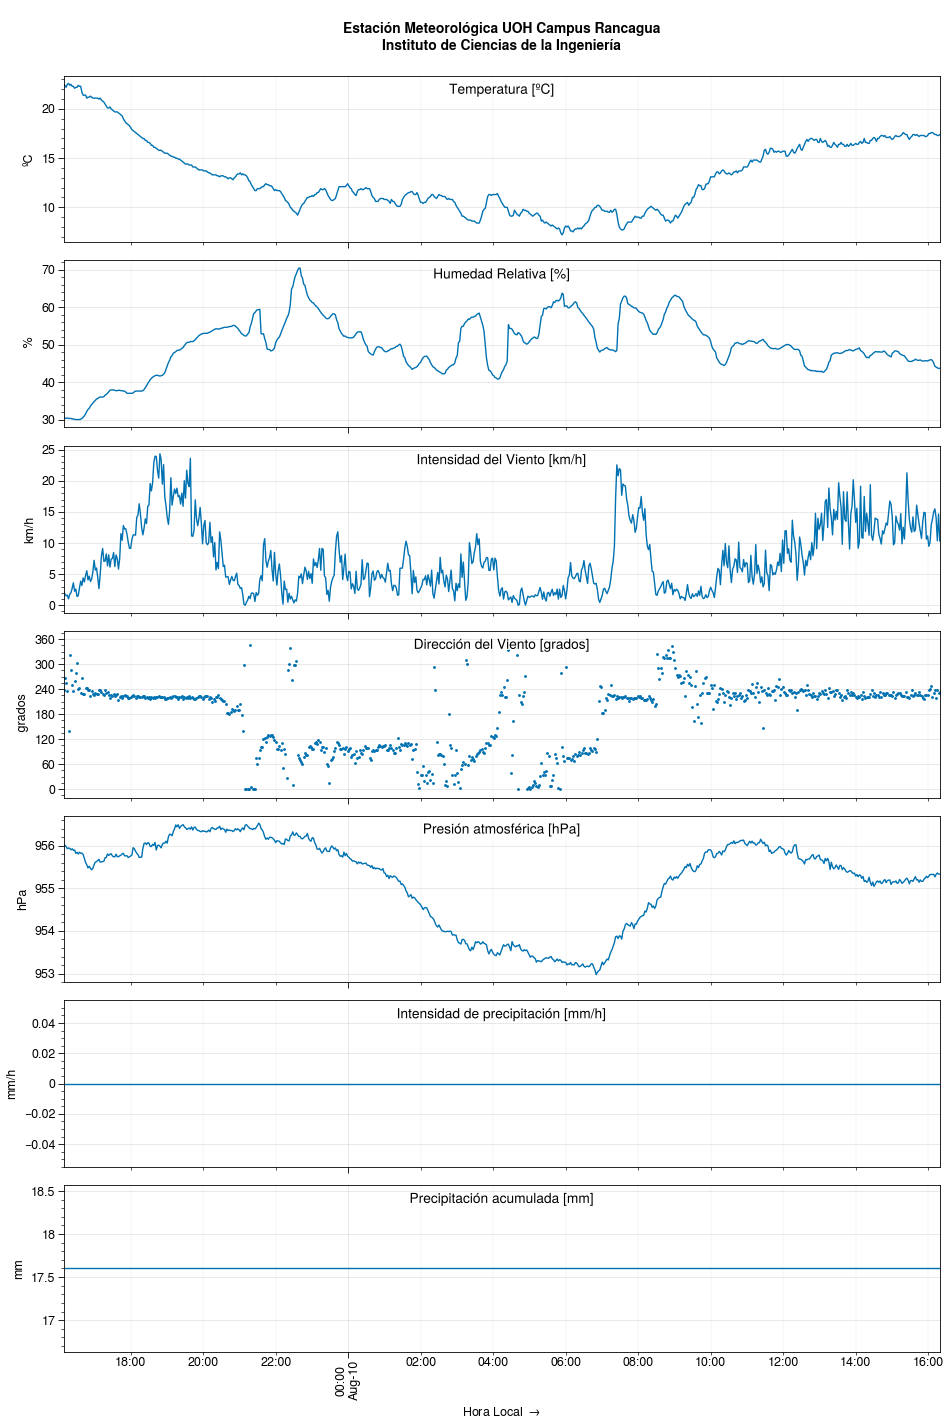 Estación Meteorológica UOH Campus Rancagua
Instituto de Ciencias de la Ingeniería
Temperatura [ºC]
ºC
20
15
10
Humedad Relativa [%]
%
70
60
50
40
30
Intensidad del Viento [km/h]
km/h
25
20
15
10
5
0
Dirección del Viento [grados]
grados
360
300
240
180
120
60
0
Presión atmosférica [hPa]
hPa
956
955
954
953
Intensidad de precipitación [mm/h]
mm/h
0.04
0.02
0
−0.02
−0.04
Precipitación acumulada [mm]
mm
18.5
18
17.5
17
18:00 20:00 22:00 00:00 02:00 04:00 06:00 08:00 10:00 12:00 14:00 16:00
Aug-10
Hora Local →